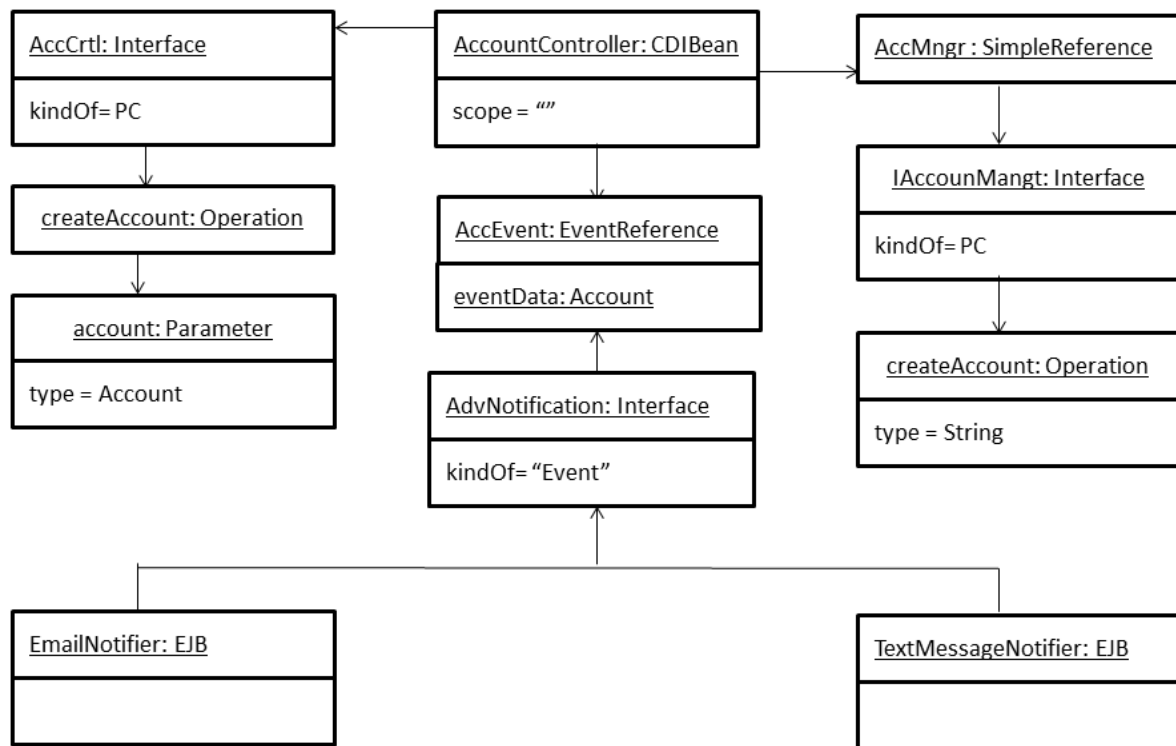 AccCrtl: Interface
kindOf= PC
createAccount: Operation
account: Parameter
type = Account
AccountController: CDIBean
scope = “”
AccEvent: EventReference
eventData: Account
AdvNotification: Interface
kindOf= “Event”
AccMngr : SimpleReference
IAccounMangt: Interface
kindOf= PC
createAccount: Operation
type = String
EmailNotifier: EJB
TextMessageNotifier: EJB